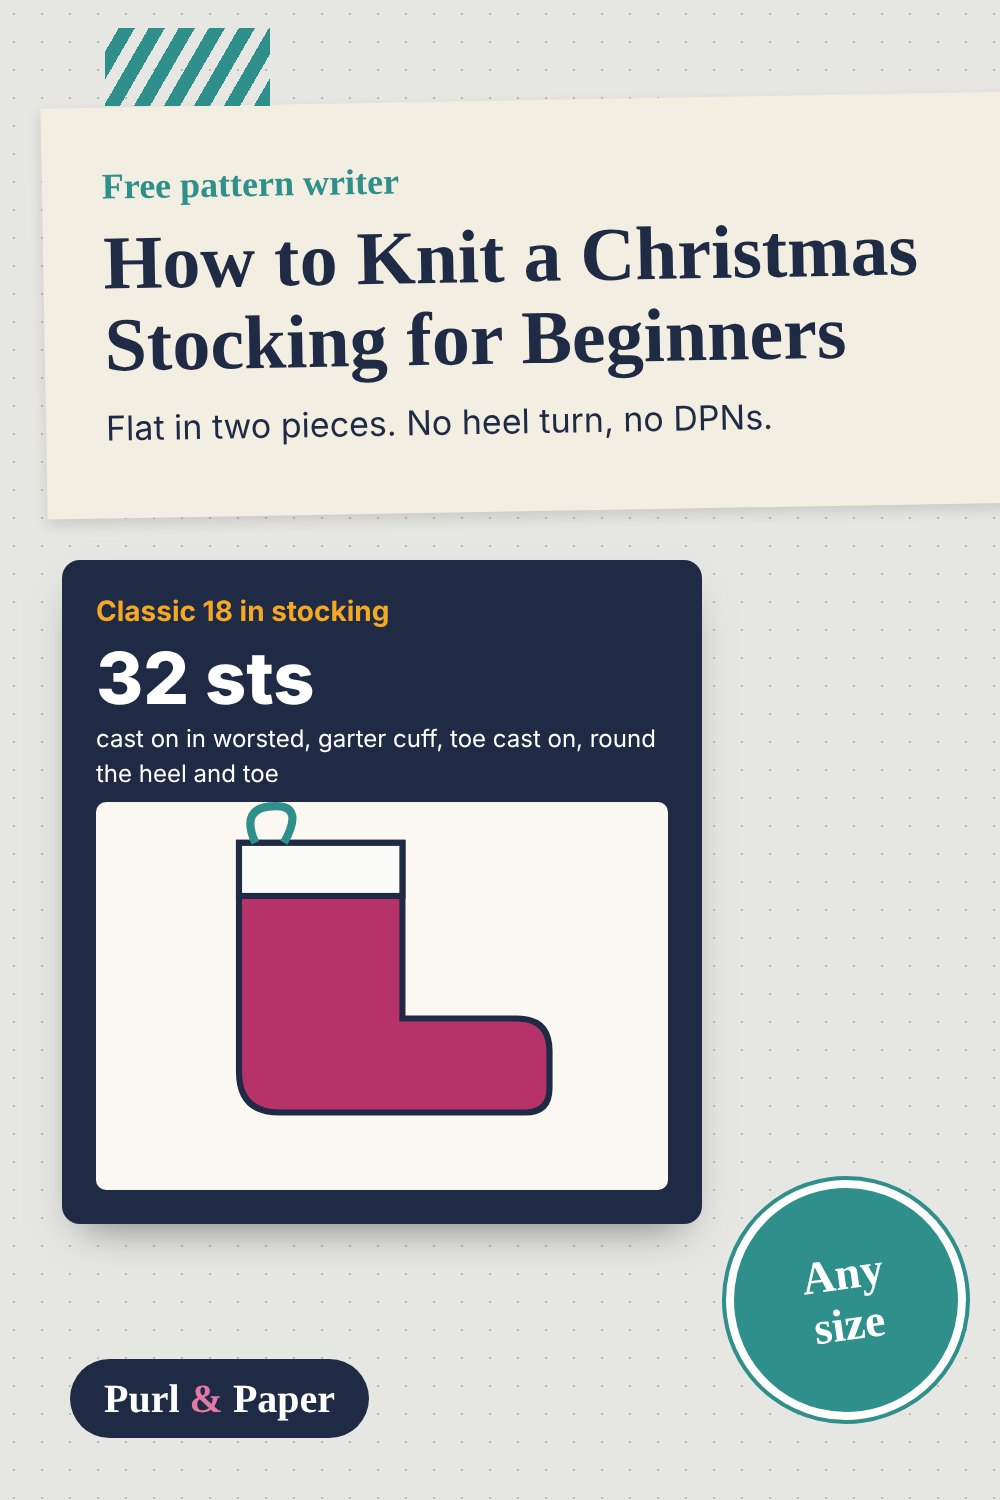 Free pattern writer
How to Knit a Christmas
Stocking for Beginners
Flat in two pieces. No heel turn, no DPNs.
Classic 18 in stocking
32 sts
cast on in worsted, garter cuff, toe cast on, round
the heel and toe
Any
size
Purl & Paper